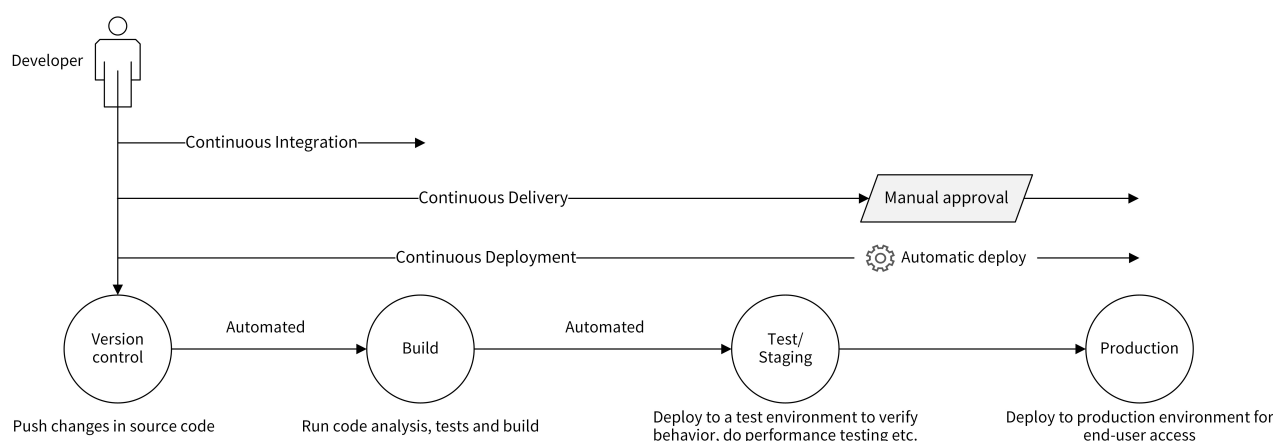 Developer
Continuous Integration
Continuous Delivery
Manual approval
Continuous Deployment
Automatic deploy
Version
control
Automated
Build
Automated
Test/
Staging
Production
Push changes in source code
Run code analysis, tests and build
Deploy to a test environment to verify
behavior, do performance testing etc.
Deploy to production environment for
end-user access